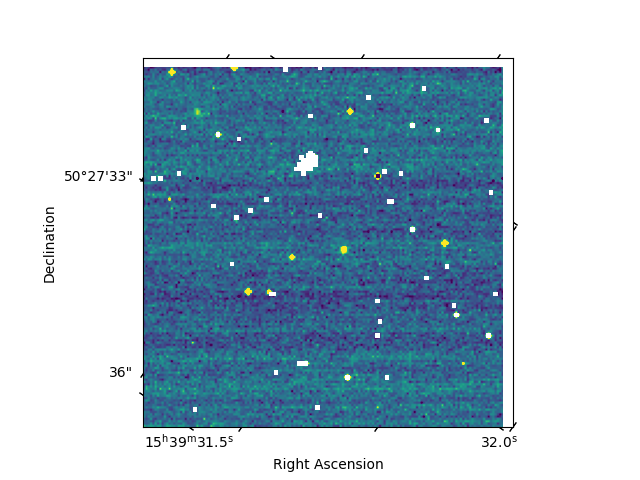 50°27'33"
Declination
36"
15ʰ39ᵐ31.5ˢ
32.0ˢ
Right Ascension